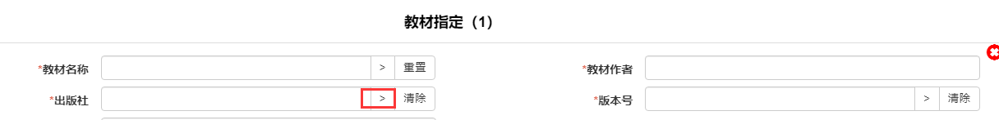 教材指定（1）
*教材名称 > 重置 *教材作者
*出版社 > 清除 *版本号 > 清除